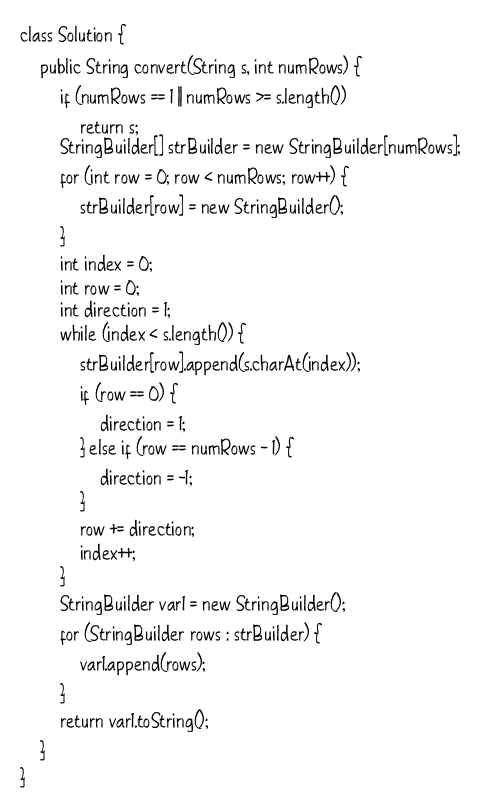 class Solution {
public String convert(String s, int numRows) {
if (numRows == 1 || numRows >= s.length())
return s;
StringBuilder[] strBuilder = new StringBuilder[numRows];
for (int row = 0; row < numRows; row++) {
strBuilder[row] = new StringBuilder();
}
int index = 0;
int row = 0;
int direction = 1;
while (index < s.length()) {
strBuilder[row].append(s.charAt(index));
if (row == 0) {
direction = 1;
} else if (row == numRows - 1) {
direction = -1;
}
row += direction;
index++;
}
StringBuilder var1 = new StringBuilder();
for (StringBuilder rows : strBuilder) {
var1.append(rows);
}
return var1.toString();
}
}